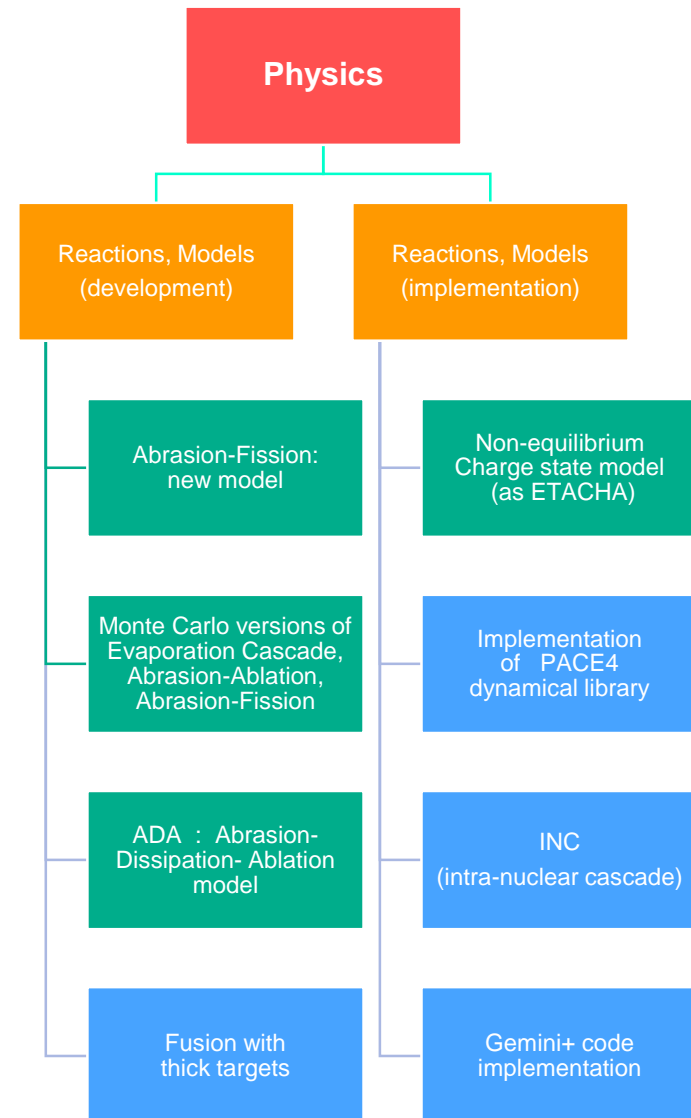 Physics
Reactions, Models
(development)
Reactions, Models
(implementation)
Abrasion-Fission:
new model
Monte Carlo versions of
Evaporation Cascade,
Abrasion-Ablation,
Abrasion-Fission
ADA : Abrasion-
Dissipation- Ablation
model
Fusion with
thick targets
Non-equilibrium
Charge state model
(as ETACHA)
Implementation
of PACE4
dynamical library
INC
(intra-nuclear cascade)
Gemini+ code
implementation